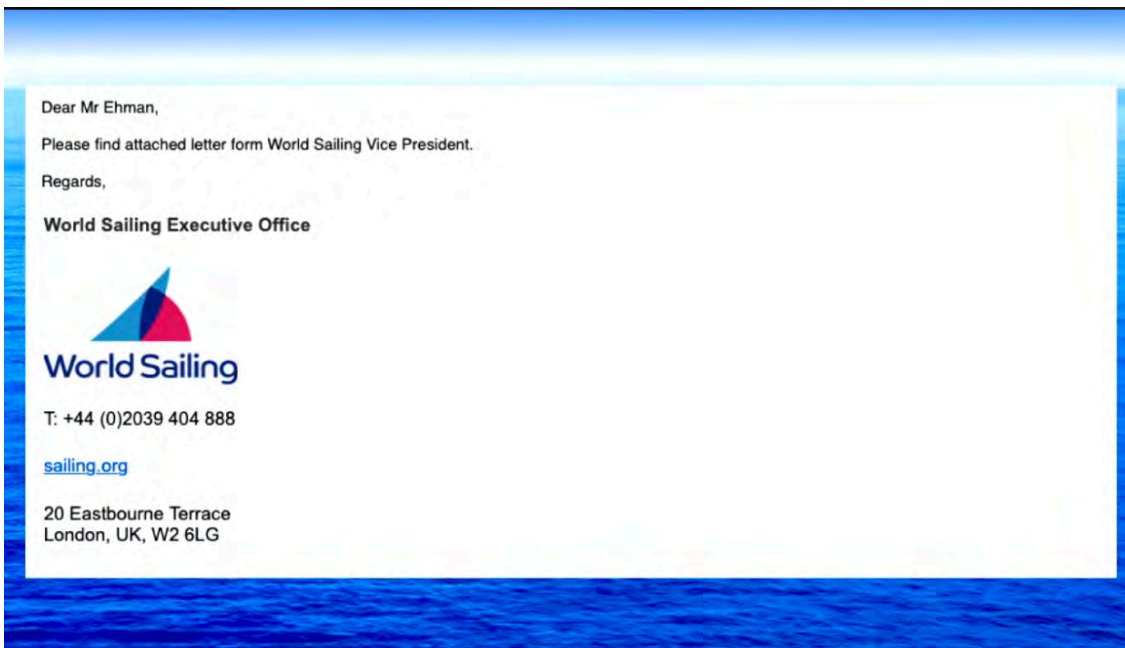 Dear Mr Ehman,
Please find attached letter form World Sailing Vice President.
Regards,
World Sailing Executive Office
World Sailing
T: +44 (0)2039 404 888
sailing.org
20 Eastbourne Terrace
London, UK, W2 6LG